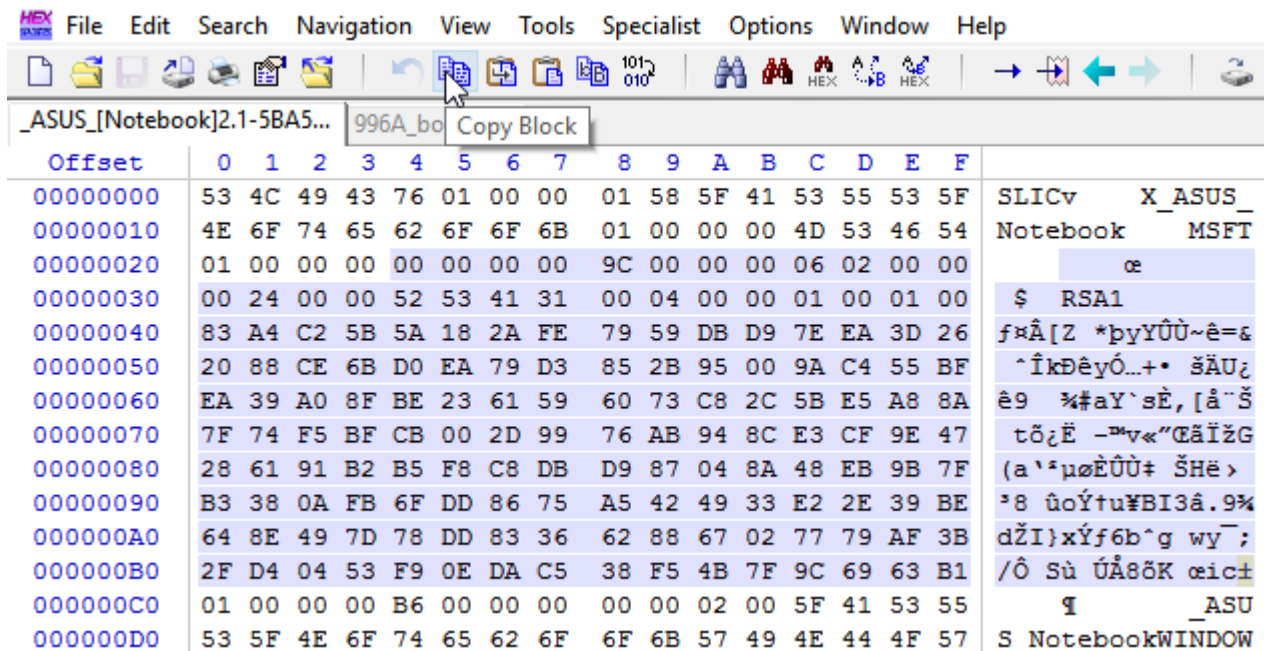 HEX File Edit Search Navigation View Tools Specialist Options Window Help
_ASUS_[Notebook]2.1-5BA5... 996A_bo
Copy Block
Offset 0 1 2 3 4 5 6 7 8 9 A B C D E F
00000000 53 4C 49 43 76 01 00 00 01 58 5F 41 53 55 53 5F SLICv X_ASUS_
00000010 4E 6F 74 65 62 6F 6F 6B 01 00 00 00 4D 53 46 54 Notebook MSFT
00000020 01 00 00 00 00 00 00 00 9C 00 00 00 06 02 00 00 œ
00000030 00 24 00 00 52 53 41 31 00 04 00 00 01 00 01 00 $ RSA1
00000040 83 A4 C2 5B 5A 18 2A FE 79 59 DB D9 7E EA 3D 26 ƒ¤Â[Z *þyYÛÙ~ê=&
00000050 20 88 CE 6B D0 EA 79 D3 85 2B 95 00 9A C4 55 BF ˆÎkÐêyÓ…+• šÄU¿
00000060 EA 39 A0 8F BE 23 61 59 60 73 C8 2C 5B E5 A8 8A ê9 ¾#aY`sÈ,[å¨Š
00000070 7F 74 F5 BF CB 00 2D 99 76 AB 94 8C E3 CF 9E 47 tõ¿Ë -™v«”ŒãÏžG
00000080 28 61 91 B2 B5 F8 C8 DB D9 87 04 8A 48 EB 9B 7F (a‘²µøÈÛÙ‡ ŠHë›
00000090 B3 38 0A FB 6F DD 86 75 A5 42 49 33 E2 2E 39 BE ³8 ûoÝ†u¥BI3â.9¾
000000A0 64 8E 49 7D 78 DD 83 36 62 88 67 02 77 79 AF 3B dŽI}xÝƒ6bˆg wy¯;
000000B0 2F D4 04 53 F9 0E DA C5 38 F5 4B 7F 9C 69 63 B1 /Ô Sù ÚÅ8õK œic±
000000C0 01 00 00 00 B6 00 00 00 00 00 02 00 5F 41 53 55 ¶ _ASU
000000D0 53 5F 4E 6F 74 65 62 6F 6F 6B 57 49 4E 44 4F 57 S NotebookWINDOW